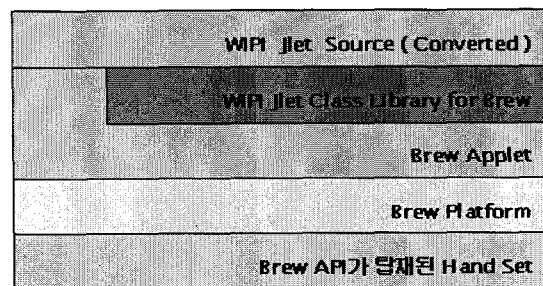 WIPI Jlet Source ( Converted )
WIPI Jlet Class Library for Brew
Brew Applet
Brew Platform
Brew API가 탑재된 Hand Set